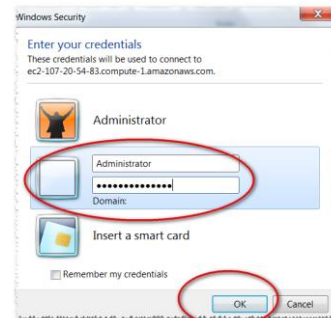 Windows Security
Enter your credentials
These credentials will be used to connect to
ec2-107-20-54-83.compute-1.amazonaws.com.
Administrator
Administrator
••••••••••••••
Domain:
Insert a smart card
Remember my credentials
OK
Cancel